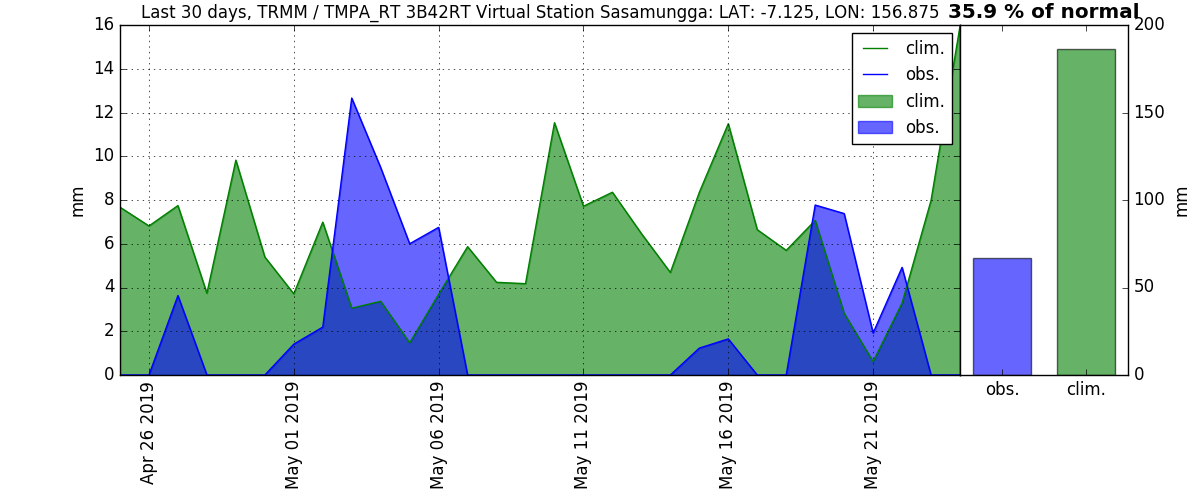 Last 30 days, TRMM / TMPA_RT 3B42RT Virtual Station Sasamungga: LAT: -7.125, LON: 156.875
35.9 % of normal
mm
16
14
12
10
8
6
4
2
0
clim.
obs.
clim.
obs.
Apr 26 2019
May 01 2019
May 06 2019
May 11 2019
May 16 2019
May 21 2019
200
150
100
50
0
mm
obs.
clim.